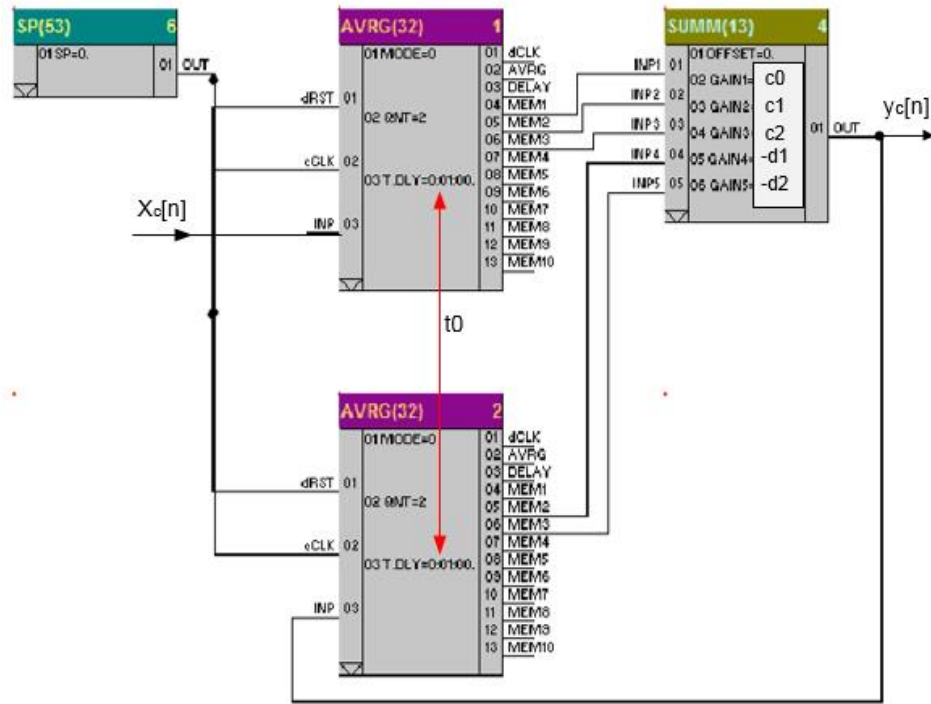 SP(53) 6
01 SP=0.
01 OUT
AVRG(32) 1
01 MODE=0
02 QNT=2
03 T.DLY=0:01:00.
dRST 01
cCLK 02
INP 03
01 dCLK
02 AVRG
03 DELAY
04 MEM1
05 MEM2
06 MEM3
07 MEM4
08 MEM5
09 MEM6
10 MEM7
11 MEM8
12 MEM9
13 MEM10
Xc[n]
SUMM(13) 4
INP1 01
INP2 02
INP3 03
INP4 04
INP5 05
01 OFFSET=0.
02 GAIN1= c0
03 GAIN2= c1
04 GAIN3= c2
05 GAIN4= -d1
06 GAIN5= -d2
01 OUT
yc[n]
t0
AVRG(32) 2
01 MODE=0
02 QNT=2
03 T.DLY=0:01:00.
dRST 01
cCLK 02
INP 03
01 dCLK
02 AVRG
03 DELAY
04 MEM1
05 MEM2
06 MEM3
07 MEM4
08 MEM5
09 MEM6
10 MEM7
11 MEM8
12 MEM9
13 MEM10